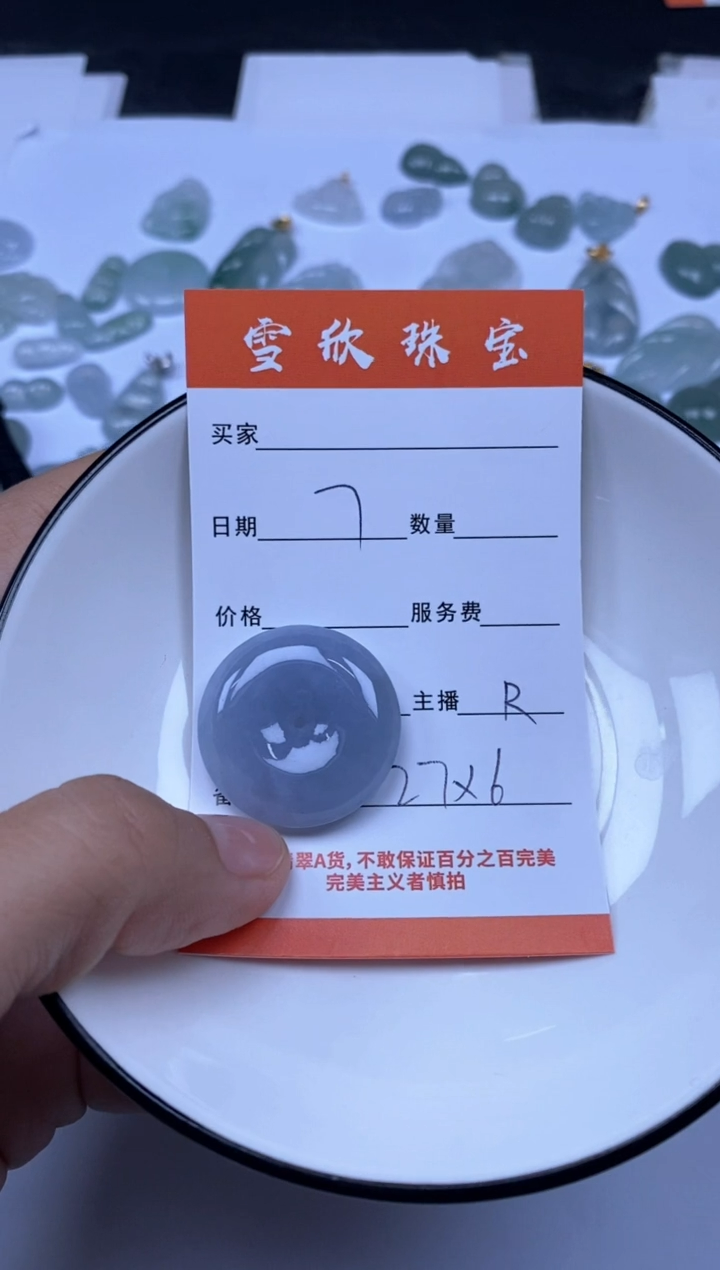 雪欣珠宝
买家
日期 7 数量
价格 服务费
主播 R
27x6
翠A货,不敢保证百分之百完美
完美主义者慎拍